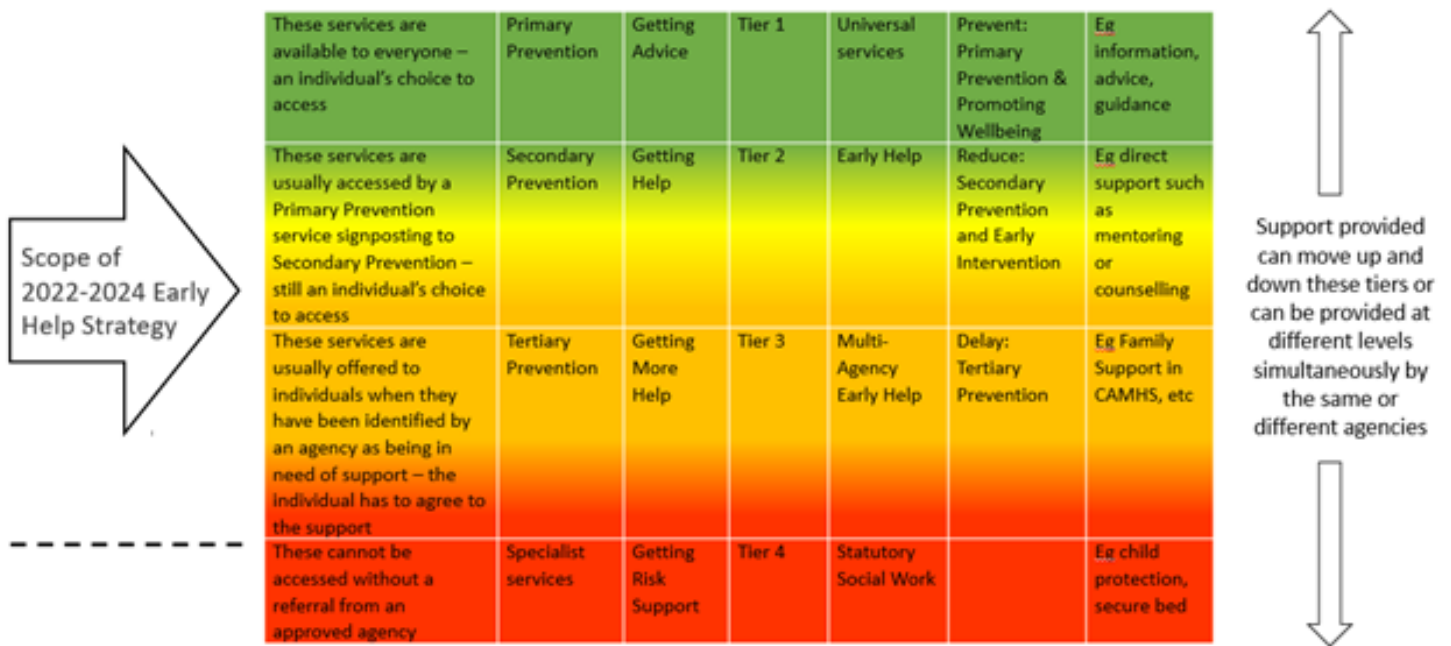 Scope of
2022-2024 Early
Help Strategy
These services are
available to everyone –
an individual's choice to
access
Primary
Prevention
Getting
Advice
Tier 1
Universal
services
Prevent:
Primary
Prevention &
Promoting
Wellbeing
Eg
information,
advice,
guidance
These services are
usually accessed by a
Primary Prevention
service signposting to
Secondary Prevention –
still an individual's choice
to access
Secondary
Prevention
Getting
Help
Tier 2
Early Help
Reduce:
Secondary
Prevention
and Early
Intervention
Eg direct
support such
as
mentoring
or
counselling
These services are
usually offered to
individuals when they
have been identified by
an agency as being in
need of support – the
individual has to agree to
the support
Tertiary
Prevention
Getting
More
Help
Tier 3
Multi-
Agency
Early Help
Delay:
Tertiary
Prevention
Eg Family
Support in
CAMHS, etc
These cannot be
accessed without a
referral from an
approved agency
Specialist
services
Getting
Risk
Support
Tier 4
Statutory
Social Work
Eg child
protection,
secure bed
Support provided
can move up and
down these tiers or
can be provided at
different levels
simultaneously by
the same or
different agencies